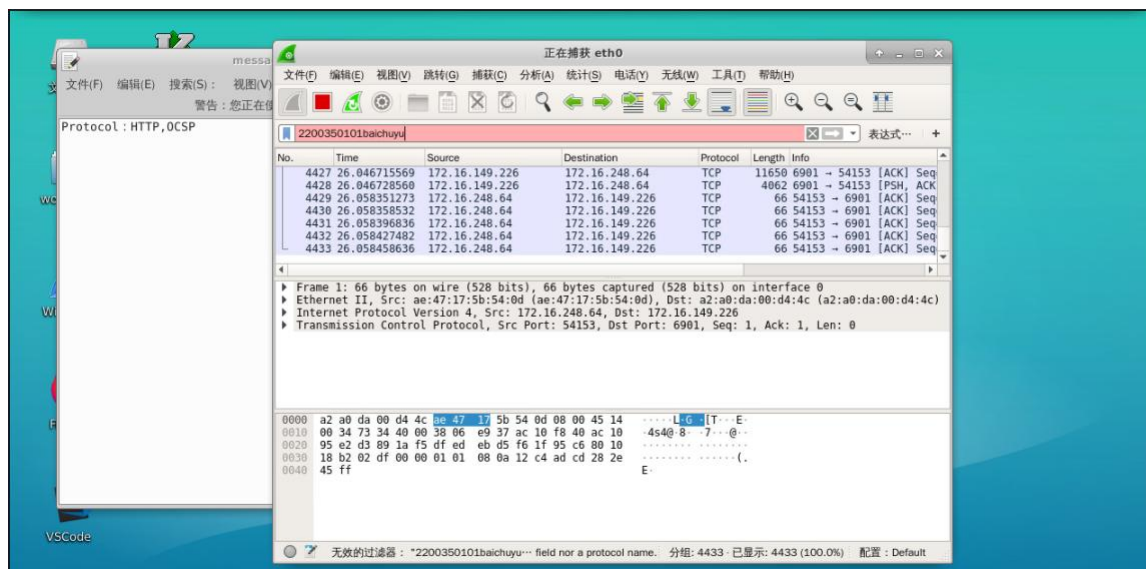 messa
文件(F) 编辑(E) 搜索(S)： 视图(V)
警告：您正在使
Protocol：HTTP,OCSP
VSCode
正在捕获 eth0
文件(F) 编辑(E) 视图(V) 跳转(G) 捕获(C) 分析(A) 统计(S) 电话(Y) 无线(W) 工具(T) 帮助(H)
2200350101baichuyu 表达式… +
No. Time Source Destination Protocol Length Info
4427 26.046715569 172.16.149.226 172.16.248.64 TCP 11650 6901 → 54153 [ACK] Seq
4428 26.046728560 172.16.149.226 172.16.248.64 TCP 4062 6901 → 54153 [PSH, ACK
4429 26.058351273 172.16.248.64 172.16.149.226 TCP 66 54153 → 6901 [ACK] Seq
4430 26.058358532 172.16.248.64 172.16.149.226 TCP 66 54153 → 6901 [ACK] Seq
4431 26.058396836 172.16.248.64 172.16.149.226 TCP 66 54153 → 6901 [ACK] Seq
4432 26.058427482 172.16.248.64 172.16.149.226 TCP 66 54153 → 6901 [ACK] Seq
4433 26.058458636 172.16.248.64 172.16.149.226 TCP 66 54153 → 6901 [ACK] Seq
Frame 1: 66 bytes on wire (528 bits), 66 bytes captured (528 bits) on interface 0
Ethernet II, Src: ae:47:17:5b:54:0d (ae:47:17:5b:54:0d), Dst: a2:a0:da:00:d4:4c (a2:a0:da:00:d4:4c)
Internet Protocol Version 4, Src: 172.16.248.64, Dst: 172.16.149.226
Transmission Control Protocol, Src Port: 54153, Dst Port: 6901, Seq: 1, Ack: 1, Len: 0
0000 a2 a0 da 00 d4 4c ae 47 17 5b 54 0d 08 00 45 14 ·····L·G ·[T···E·
0010 00 34 73 34 40 00 38 06 e9 37 ac 10 f8 40 ac 10 ·4s4@·8· ·7···@··
0020 95 e2 d3 89 1a f5 df ed eb d5 f6 1f 95 c6 80 10 ········ ········
0030 18 b2 02 df 00 00 01 01 08 0a 12 c4 ad cd 28 2e ········ ······(.
0040 45 ff E·
无效的过滤器： "2200350101baichuyu… field nor a protocol name. 分组: 4433 · 已显示: 4433 (100.0%) 配置：Default